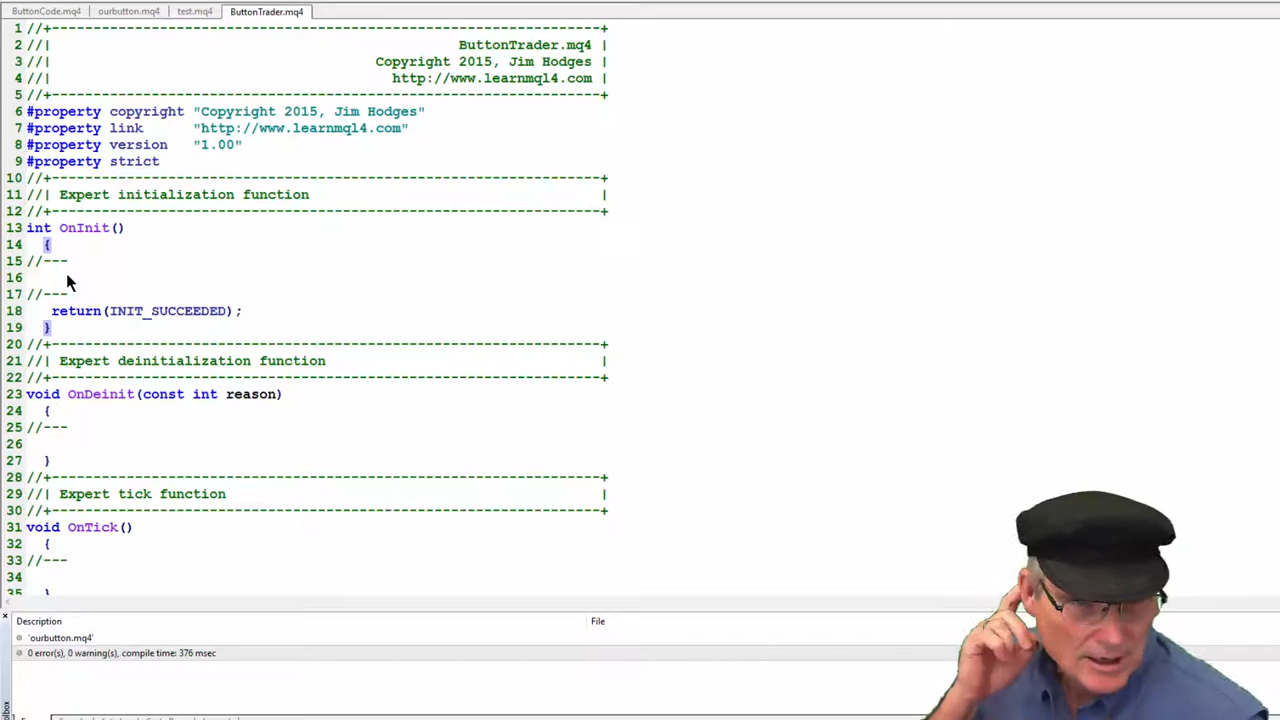 ButtonCode.mq4 ourbutton.mq4 test.mq4 ButtonTrader.mq4
1 //+------------------------------------------------------------------+
2 //| ButtonTrader.mq4 |
3 //| Copyright 2015, Jim Hodges |
4 //| http://www.learnmql4.com |
5 //+------------------------------------------------------------------+
6 #property copyright "Copyright 2015, Jim Hodges"
7 #property link "http://www.learnmql4.com"
8 #property version "1.00"
9 #property strict
10 //+------------------------------------------------------------------+
11 //| Expert initialization function |
12 //+------------------------------------------------------------------+
13 int OnInit()
14 {
15 //---
16
17 //---
18 return(INIT_SUCCEEDED);
19 }
20 //+------------------------------------------------------------------+
21 //| Expert deinitialization function |
22 //+------------------------------------------------------------------+
23 void OnDeinit(const int reason)
24 {
25 //---
26
27 }
28 //+------------------------------------------------------------------+
29 //| Expert tick function |
30 //+------------------------------------------------------------------+
31 void OnTick()
32 {
33 //---
34
35 }
Description File
'ourbutton.mq4'
0 error(s), 0 warning(s), compile time: 376 msec